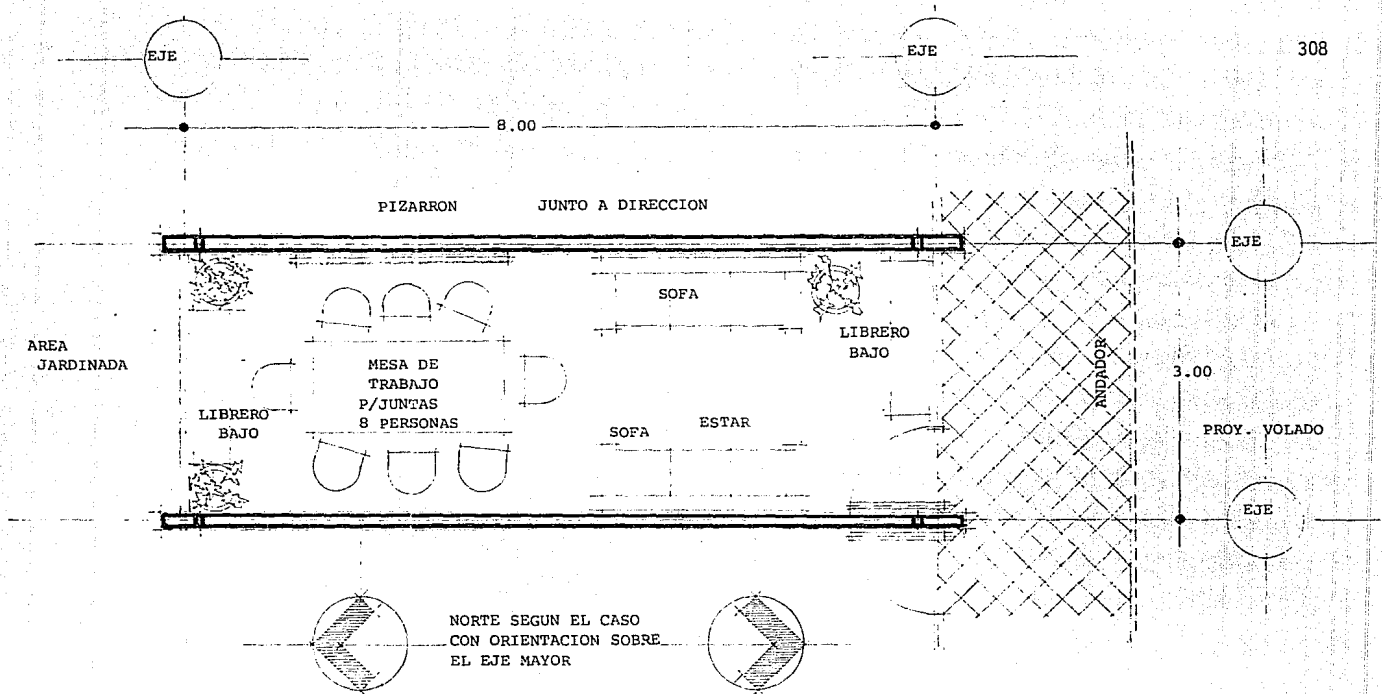 308
EJE
EJE
8.00
PIZARRON
JUNTO A DIRECCION
EJE
SOFA
AREA
JARDINADA
LIBRERO
BAJO
MESA DE
TRABAJO
P/JUNTAS
8 PERSONAS
ANDADOR
3.00
LIBRERO
BAJO
SOFA
ESTAR
PROY. VOLADO
EJE
NORTE SEGUN EL CASO
CON ORIENTACION SOBRE
EL EJE MAYOR